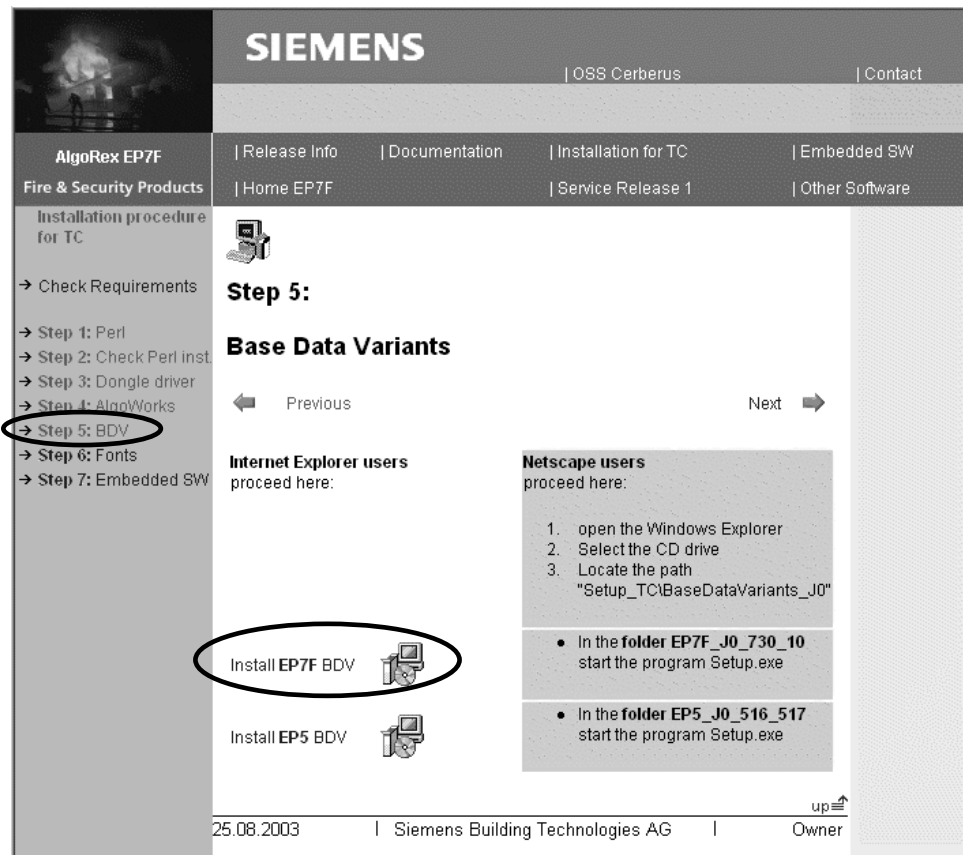 SIEMENS
| OSS Cerberus | Contact
AlgoRex EP7F
Fire & Security Products
| Release Info | Documentation | Installation for TC | Embedded SW
| Home EP7F | Service Release 1 | Other Software
Installation procedure
for TC
→ Check Requirements
→ Step 1: Perl
→ Step 2: Check Perl inst.
→ Step 3: Dongle driver
→ Step 4: AlgoWorks
→ Step 5: BDV
→ Step 6: Fonts
→ Step 7: Embedded SW
Step 5:
Base Data Variants
Previous Next
Internet Explorer users
proceed here:
Netscape users
proceed here:
1. open the Windows Explorer
2. Select the CD drive
3. Locate the path
"Setup_TC\BaseDataVariants_J0"
Install EP7F BDV
• In the folder EP7F_J0_730_10
start the program Setup.exe
Install EP5 BDV
• In the folder EP5_J0_516_517
start the program Setup.exe
up
25.08.2003 | Siemens Building Technologies AG | Owner